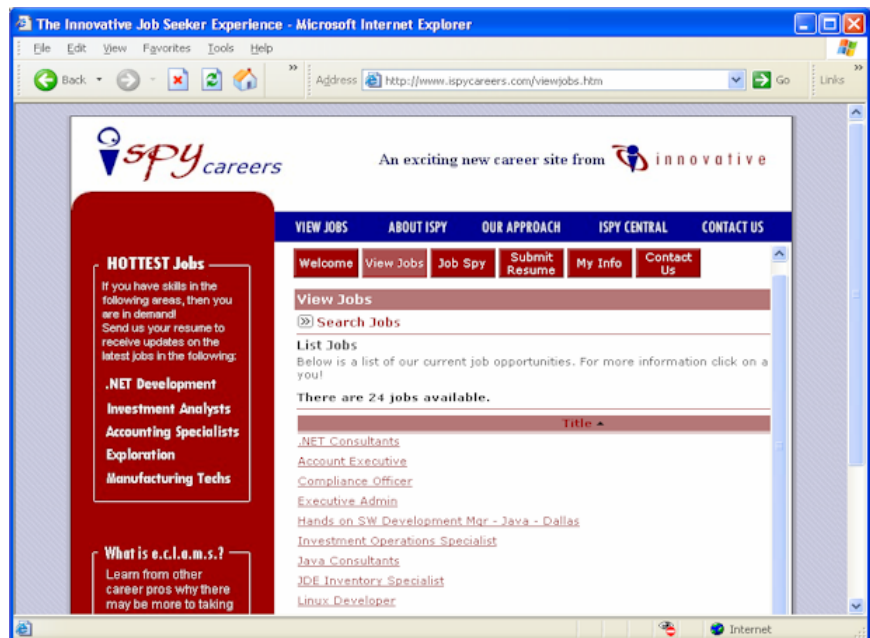 The Innovative Job Seeker Experience - Microsoft Internet Explorer
File Edit View Favorites Tools Help
Back Address http://www.ispycareers.com/viewjobs.htm Go Links
ispy careers
An exciting new career site from innovative
VIEW JOBS ABOUT ISPY OUR APPROACH ISPY CENTRAL CONTACT US
HOTTEST Jobs
If you have skills in the
following areas, then you
are in demand!
Send us your resume to
receive updates on the
latest jobs in the following:
.NET Development
Investment Analysts
Accounting Specialists
Exploration
Manufacturing Techs
What is e.c.l.a.m.s.?
Learn from other
career pros why there
may be more to taking
Welcome View Jobs Job Spy Submit Resume My Info Contact Us
View Jobs
Search Jobs
List Jobs
Below is a list of our current job opportunities. For more information click on a
you!
There are 24 jobs available.
Title
.NET Consultants
Account Executive
Compliance Officer
Executive Admin
Hands on SW Development Mgr - Java - Dallas
Investment Operations Specialist
Java Consultants
JDE Inventory Specialist
Linux Developer
Internet